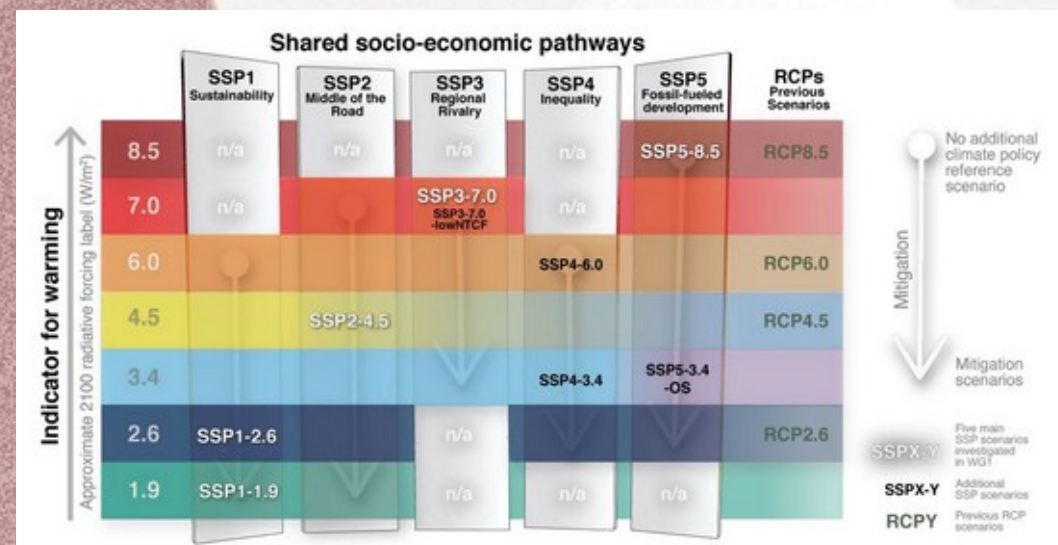 Shared socio-economic pathways
SSP1
Sustainability
SSP2
Middle of the
Road
SSP3
Regional
Rivalry
SSP4
Inequality
SSP5
Fossil-fueled
development
RCPs
Previous
Scenarios
Indicator for warming
Approximate 2100 radiative forcing label (W/m²)
8.5 n/a n/a n/a n/a SSP5-8.5 RCP8.5
7.0 n/a SSP3-7.0 n/a
SSP3-7.0
-lowNTCF
6.0 SSP4-6.0 RCP6.0
4.5 SSP2-4.5 RCP4.5
3.4 SSP4-3.4 SSP5-3.4
-OS
2.6 SSP1-2.6 n/a RCP2.6
1.9 SSP1-1.9 n/a n/a n/a
No additional
climate policy
reference
scenario
Mitigation
Mitigation
scenarios
SSPX-Y
Five main
SSP scenarios
investigated
in WG1
SSPX-Y
Additional
SSP scenarios
RCPY
Previous RCP
scenarios